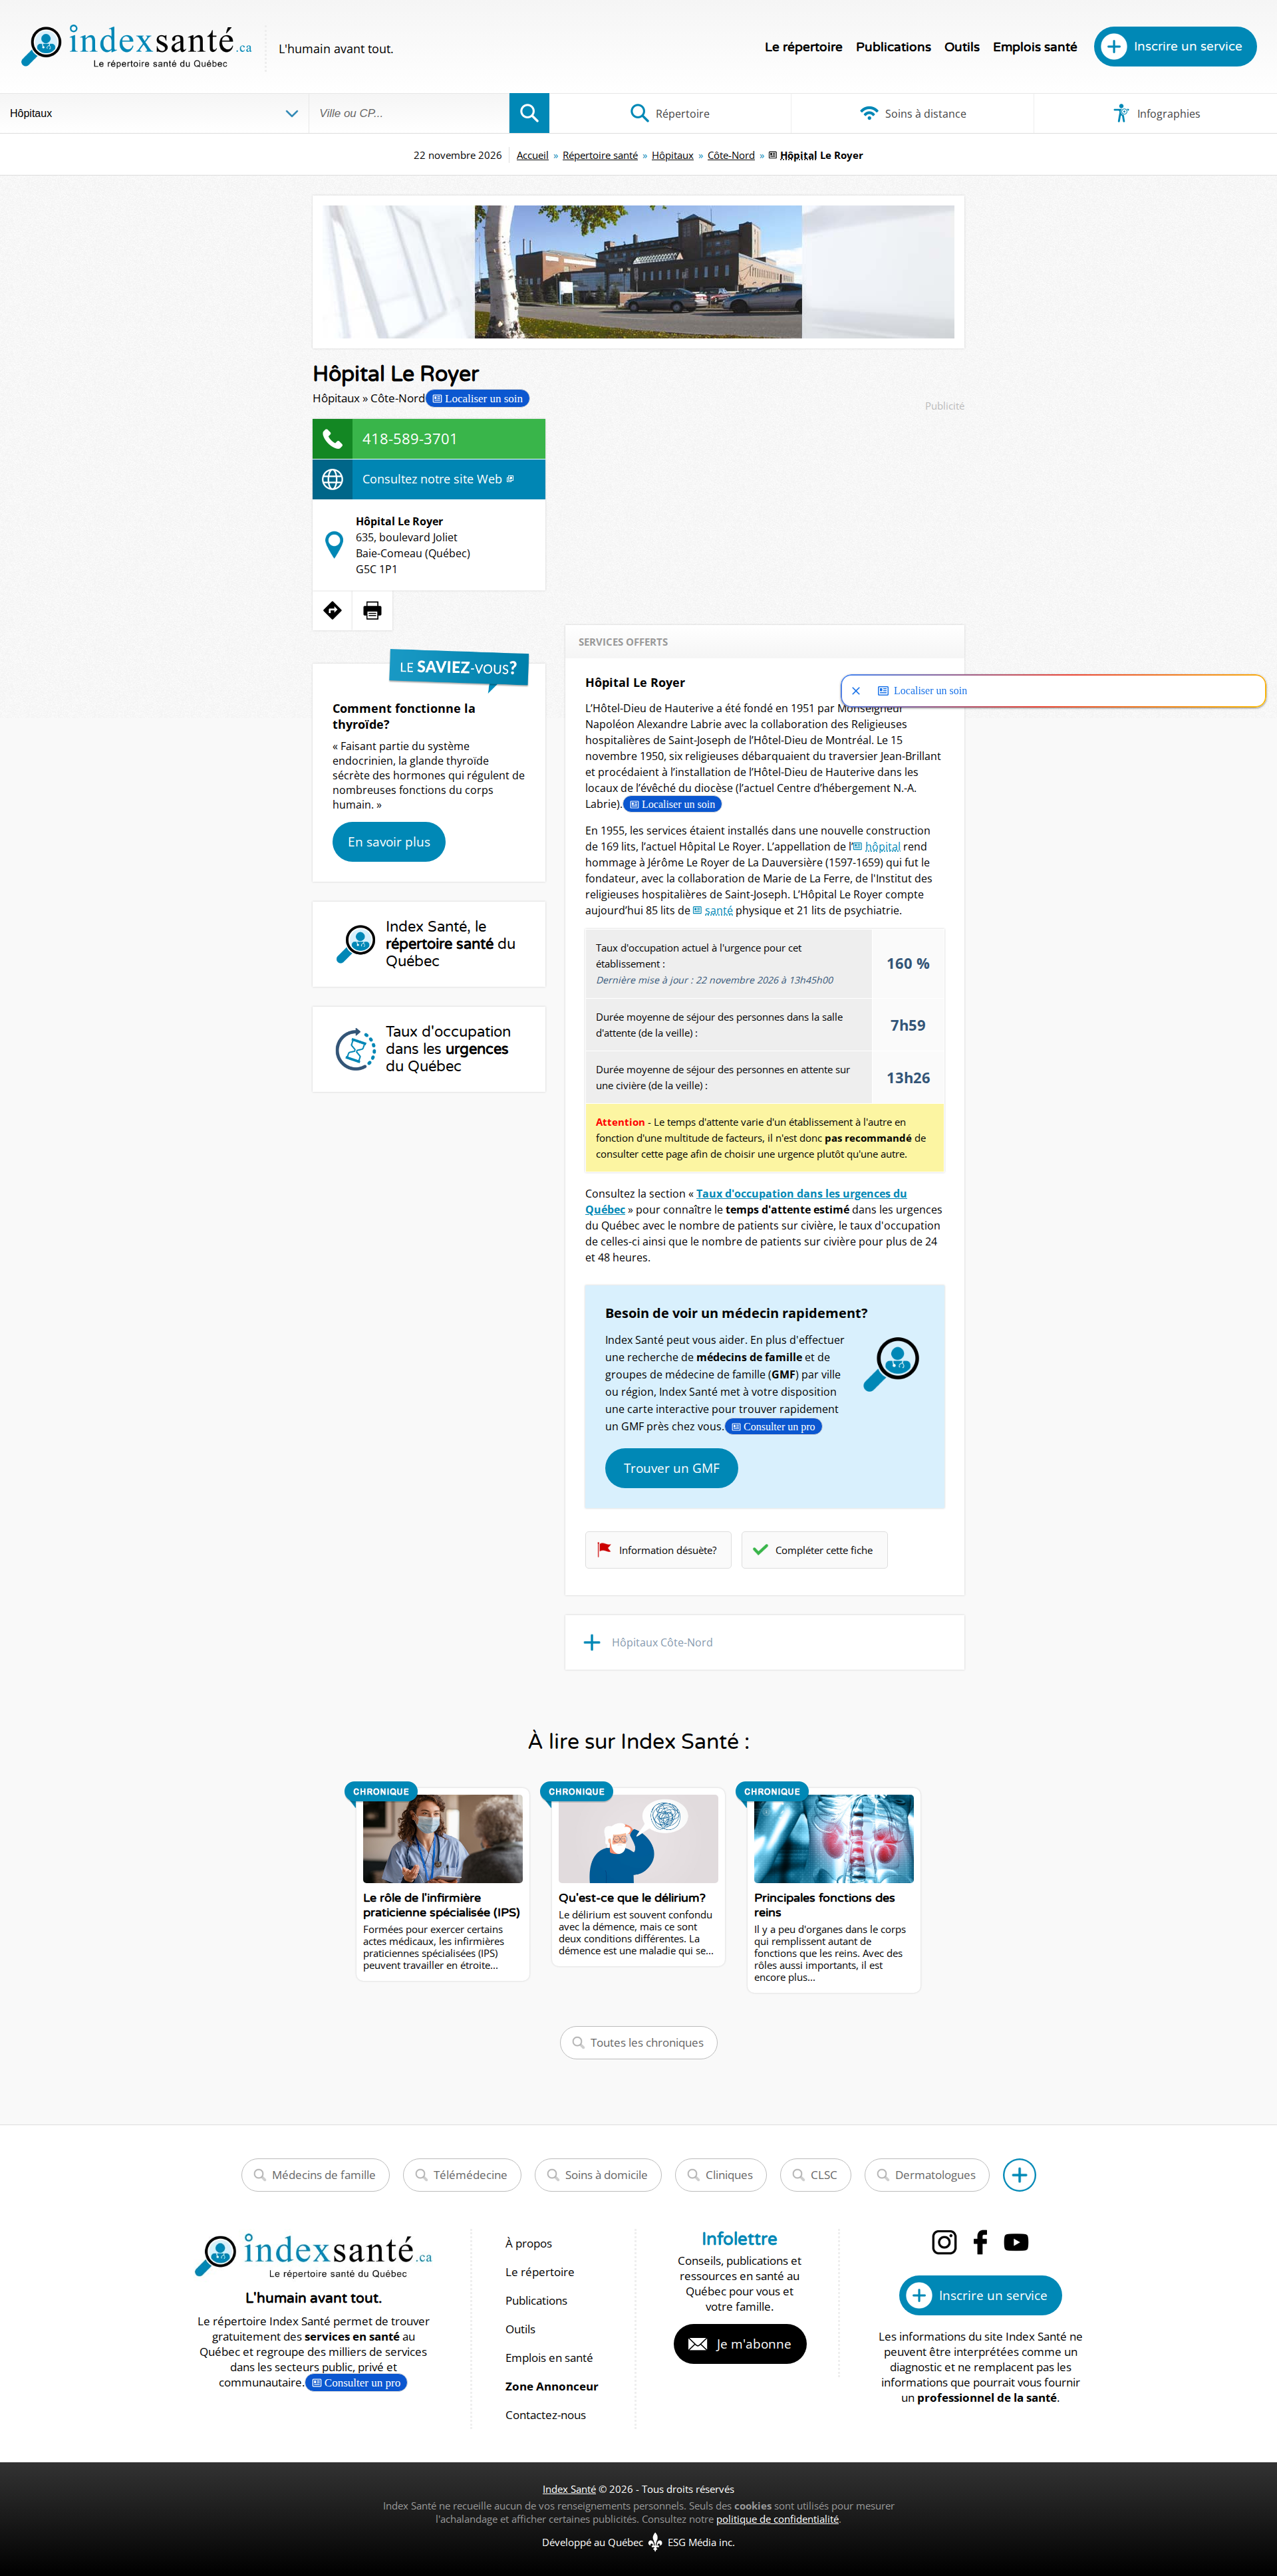 indexsanté.ca
Le répertoire santé du Québec
L'humain avant tout.
Le répertoire
Publications
Outils
Emplois santé
Inscrire un service
Hôpitaux
Ville ou CP...
Répertoire
Soins à distance
Infographies
22 novembre 2026
Accueil » Répertoire santé » Hôpitaux » Côte-Nord » Hôpital Le Royer
Hôpital Le Royer
Hôpitaux » Côte-Nord Localiser un soin
Publicité
418-589-3701
Consultez notre site Web
Hôpital Le Royer
635, boulevard Joliet
Baie-Comeau (Québec)
G5C 1P1
LE SAVIEZ-VOUS?
Comment fonctionne la
thyroïde?
« Faisant partie du système
endocrinien, la glande thyroïde
sécrète des hormones qui régulent de
nombreuses fonctions du corps
humain. »
En savoir plus
Index Santé, le
répertoire santé du
Québec
Taux d'occupation
dans les urgences
du Québec
SERVICES OFFERTS
Hôpital Le Royer
Localiser un soin
L'Hôtel-Dieu de Hauterive a été fondé en 1951 par Monseigneur
Napoléon Alexandre Labrie avec la collaboration des Religieuses
hospitalières de Saint-Joseph de l'Hôtel-Dieu de Montréal. Le 15
novembre 1950, six religieuses débarquaient du traversier Jean-Brillant
et procédaient à l'installation de l'Hôtel-Dieu de Hauterive dans les
locaux de l'évêché du diocèse (l'actuel Centre d'hébergement N.-A.
Labrie). Localiser un soin
En 1955, les services étaient installés dans une nouvelle construction
de 169 lits, l'actuel Hôpital Le Royer. L'appellation de l' hôpital rend
hommage à Jérôme Le Royer de La Dauversière (1597-1659) qui fut le
fondateur, avec la collaboration de Marie de La Ferre, de l'Institut des
religieuses hospitalières de Saint-Joseph. L'Hôpital Le Royer compte
aujourd'hui 85 lits de santé physique et 21 lits de psychiatrie.
Taux d'occupation actuel à l'urgence pour cet
établissement :
Dernière mise à jour : 22 novembre 2026 à 13h45h00
160 %
Durée moyenne de séjour des personnes dans la salle
d'attente (de la veille) :
7h59
Durée moyenne de séjour des personnes en attente sur
une civière (de la veille) :
13h26
Attention - Le temps d'attente varie d'un établissement à l'autre en
fonction d'une multitude de facteurs, il n'est donc pas recommandé de
consulter cette page afin de choisir une urgence plutôt qu'une autre.
Consultez la section « Taux d'occupation dans les urgences du
Québec » pour connaître le temps d'attente estimé dans les urgences
du Québec avec le nombre de patients sur civière, le taux d'occupation
de celles-ci ainsi que le nombre de patients sur civière pour plus de 24
et 48 heures.
Besoin de voir un médecin rapidement?
Index Santé peut vous aider. En plus d'effectuer
une recherche de médecins de famille et de
groupes de médecine de famille (GMF) par ville
ou région, Index Santé met à votre disposition
une carte interactive pour trouver rapidement
un GMF près chez vous. Consulter un pro
Trouver un GMF
Information désuète?
Compléter cette fiche
Hôpitaux Côte-Nord
À lire sur Index Santé :
CHRONIQUE
Le rôle de l'infirmière
praticienne spécialisée (IPS)
Formées pour exercer certains
actes médicaux, les infirmières
praticiennes spécialisées (IPS)
peuvent travailler en étroite...
CHRONIQUE
Qu'est-ce que le délirium?
Le délirium est souvent confondu
avec la démence, mais ce sont
deux conditions différentes. La
démence est une maladie qui se...
CHRONIQUE
Principales fonctions des
reins
Il y a peu d'organes dans le corps
qui remplissent autant de
fonctions que les reins. Avec des
rôles aussi importants, il est
encore plus...
Toutes les chroniques
Médecins de famille
Télémédecine
Soins à domicile
Cliniques
CLSC
Dermatologues
indexsanté.ca
Le répertoire santé du Québec
L'humain avant tout.
Le répertoire Index Santé permet de trouver
gratuitement des services en santé au
Québec et regroupe des milliers de services
dans les secteurs public, privé et
communautaire. Consulter un pro
À propos
Le répertoire
Publications
Outils
Emplois en santé
Zone Annonceur
Contactez-nous
Infolettre
Conseils, publications et
ressources en santé au
Québec pour vous et
votre famille.
Je m'abonne
Inscrire un service
Les informations du site Index Santé ne
peuvent être interprétées comme un
diagnostic et ne remplacent pas les
informations que pourrait vous fournir
un professionnel de la santé.
Index Santé © 2026 - Tous droits réservés
Index Santé ne recueille aucun de vos renseignements personnels. Seuls des cookies sont utilisés pour mesurer
l'achalandage et afficher certaines publicités. Consultez notre politique de confidentialité.
Développé au Québec ESG Média inc.